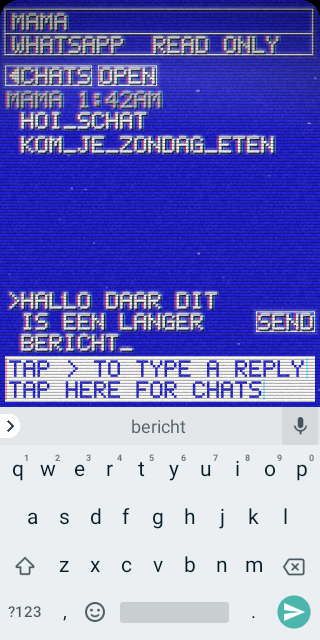 MAMA
WHATSAPP READ ONLY
◀CHATS OPEN
MAMA 1:42AM
HOI_SCHAT
KOM_JE_ZONDAG_ETEN
>HALLO DAAR DIT
IS EEN LANGER SEND
BERICHT_
TAP > TO TYPE A REPLY
TAP HERE FOR CHATS
bericht
1 2 3 4 5 6 7 8 9 0
q w e r t y u i o p
a s d f g h j k l
z x c v b n m
?123 , .